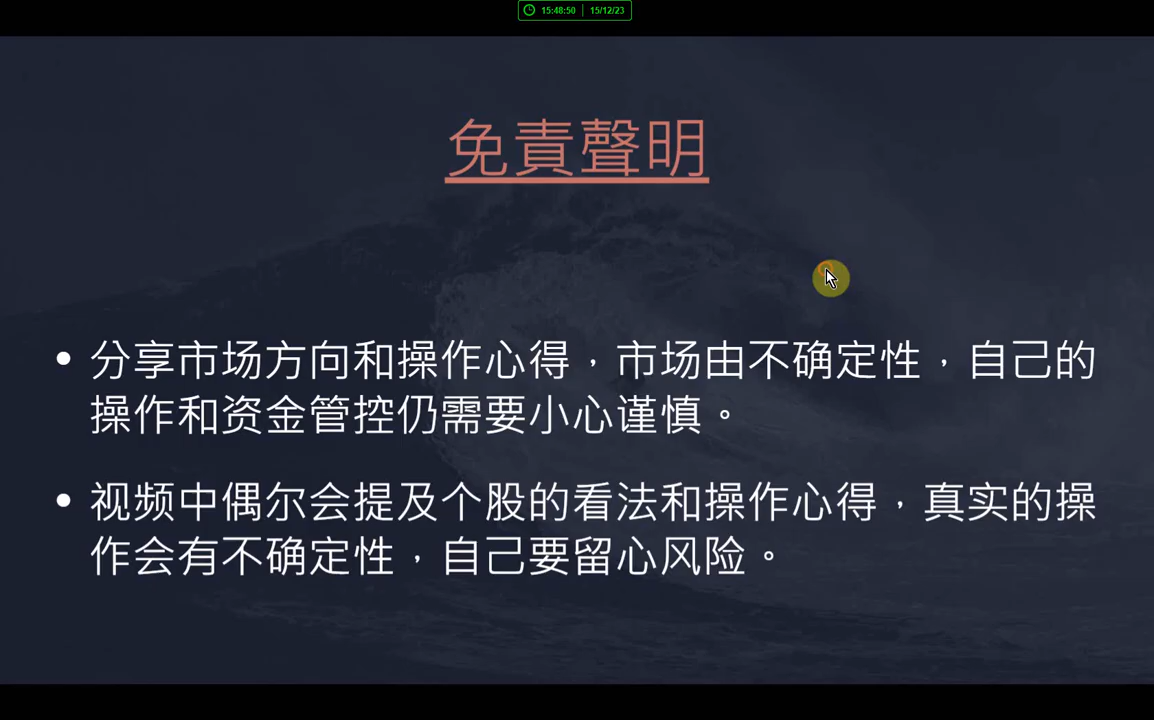 15:48:50 | 15/12/23
免責聲明
• 分享市场方向和操作心得，市场由不确定性，自己的
操作和资金管控仍需要小心谨慎。
• 视频中偶尔会提及个股的看法和操作心得，真实的操
作会有不确定性，自己要留心风险。